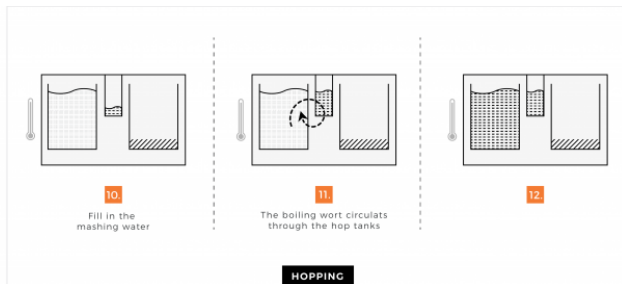 10.
Fill in the
mashing water
11.
The boiling wort circulats
through the hop tanks
12.
HOPPING